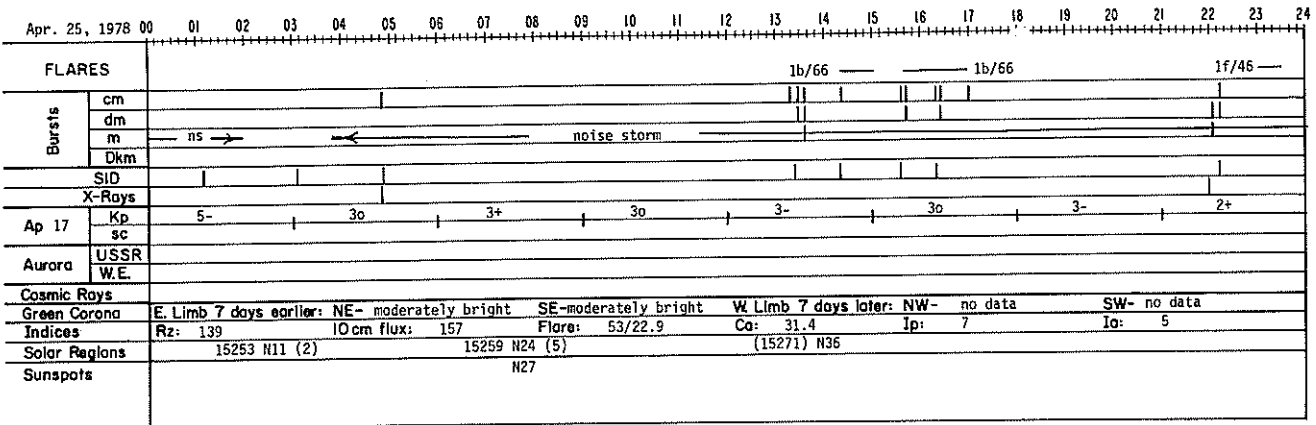 Apr. 25, 1978 00 01 02 03 04 05 06 07 08 09 10 11 12 13 14 15 16 17 18 19 20 21 22 23 24
FLARES 1b/66 1b/66 1f/46
Bursts
cm
dm
m ns noise storm
Dkm
SID
X-Rays
Ap 17
Kp 5- 3o 3+ 3o 3- 3o 3- 2+
sc
Aurora
USSR
W.E.
Cosmic Rays
Green Corona E. Limb 7 days earlier: NE- moderately bright SE-moderately bright W. Limb 7 days later: NW- no data SW- no data
Indices Rz: 139 10 cm flux: 157 Flare: 53/22.9 Ca: 31.4 Ip: 7 Ia: 5
Solar Regions 15253 N11 (2) 15259 N24 (5) (15271) N36
Sunspots N27